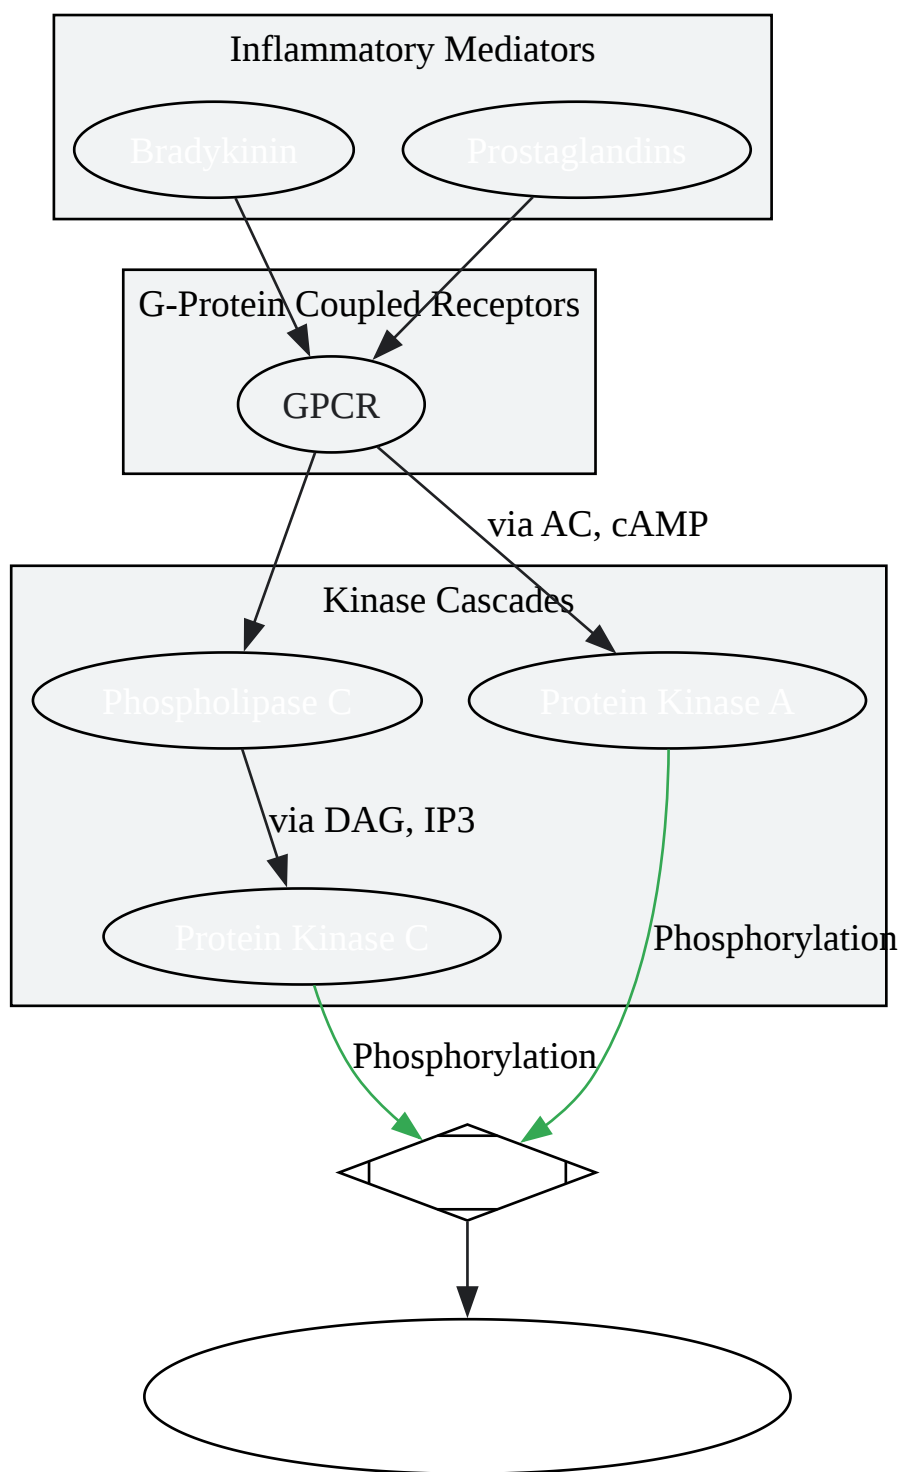 Inflammatory Mediators
Bradykinin
Prostaglandins
G-Protein Coupled Receptors
GPCR
via AC, cAMP
Kinase Cascades
Phospholipase C
Protein Kinase A
via DAG, IP3
Protein Kinase C
Phosphorylation
Phosphorylation